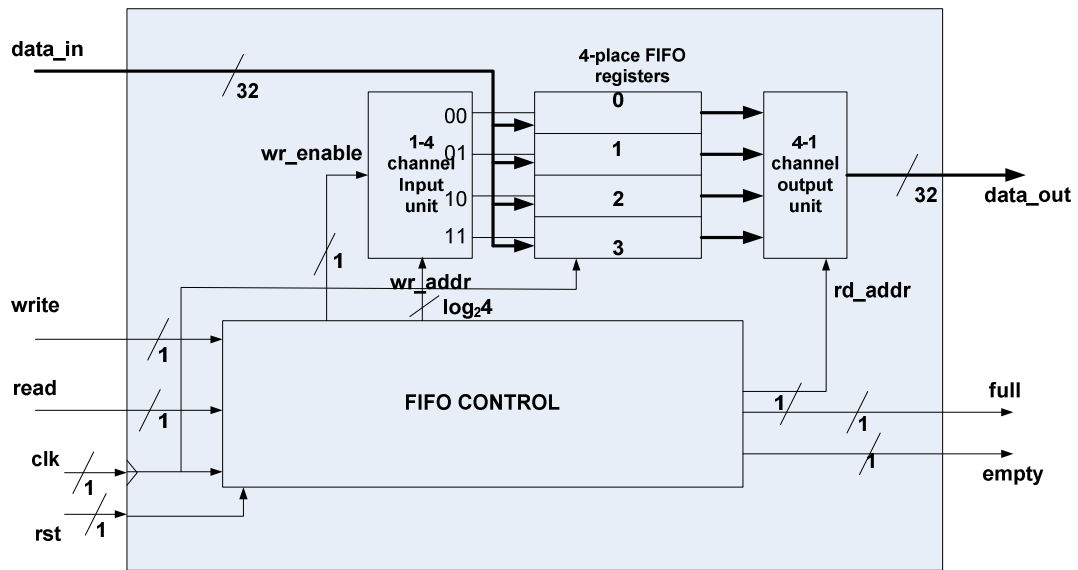 data_in
32
4-place FIFO
registers
00
01
10
11
1-4
channel
Input
unit
0
1
2
3
4-1
channel
output
unit
wr_enable
1
32
data_out
wr_addr
log₂4
rd_addr
write
1
read
1
FIFO CONTROL
1
1
full
1
empty
clk
1
rst
1